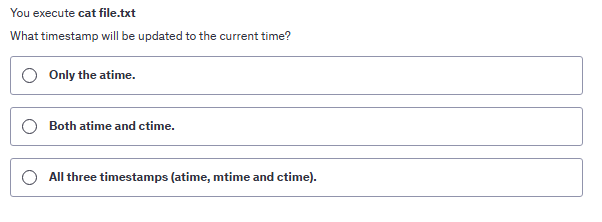 You execute cat file.txt
What timestamp will be updated to the current time?
Only the atime.
Both atime and ctime.
All three timestamps (atime, mtime and ctime).